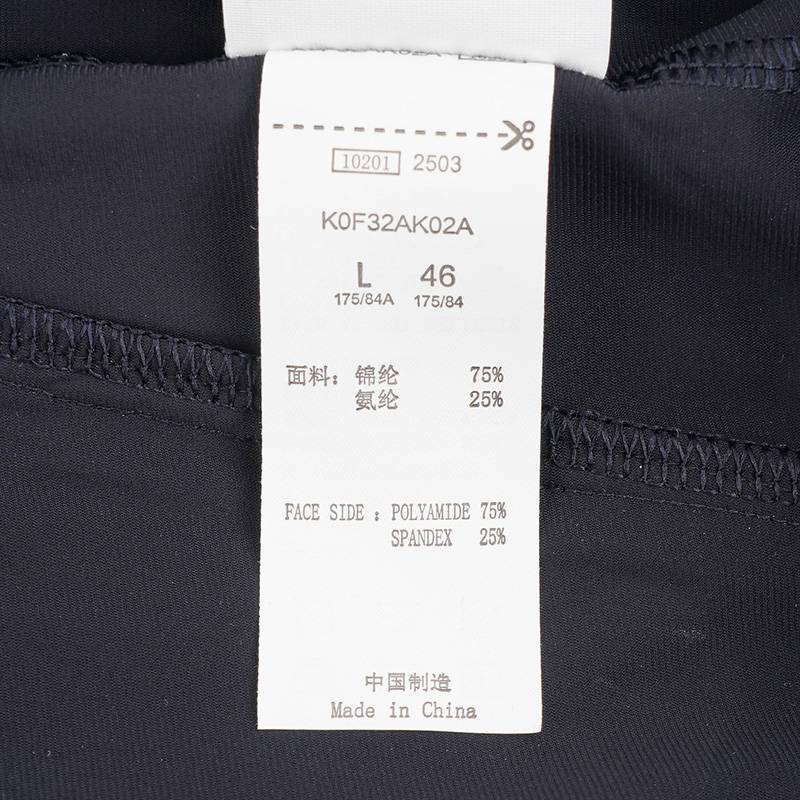 10201 2503
K0F32AK02A
L 46
175/84A 175/84
面料：锦纶 75%
氨纶 25%
FACE SIDE : POLYAMIDE 75%
SPANDEX 25%
中国制造
Made in China